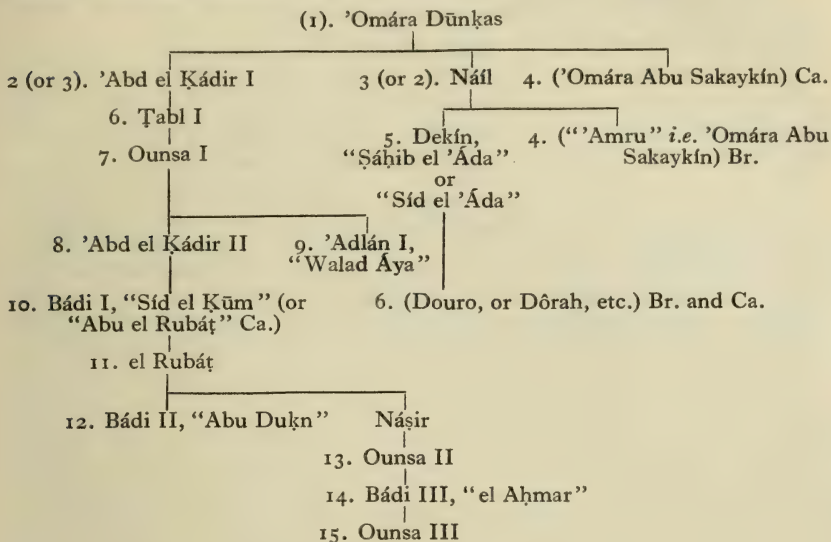 (1). ’Omára Dūnḳas
2 (or 3). ’Abd el Ḳádir I 3 (or 2). Náíl 4. (’Omára Abu Sakaykín) Ca.
6. Ṭabl I
5. Dekín, 4. (“’Amru” i.e. ’Omára Abu
7. Ounsa I “Ṣáḥib el ’Áda” Sakaykín) Br.
or
“Síd el ’Áda”
8. ’Abd el Ḳádir II 9. ’Adlán I,
“Walad Áya”
10. Bádi I, “Síd el Ḳūm” (or 6. (Douro, or Dôrah, etc.) Br. and Ca.
“Abu el Rubáṭ” Ca.)
11. el Rubáṭ
12. Bádi II, “Abu Duḳn” Náṣir
13. Ounsa II
14. Bádi III, “el Aḥmar”
15. Ounsa III